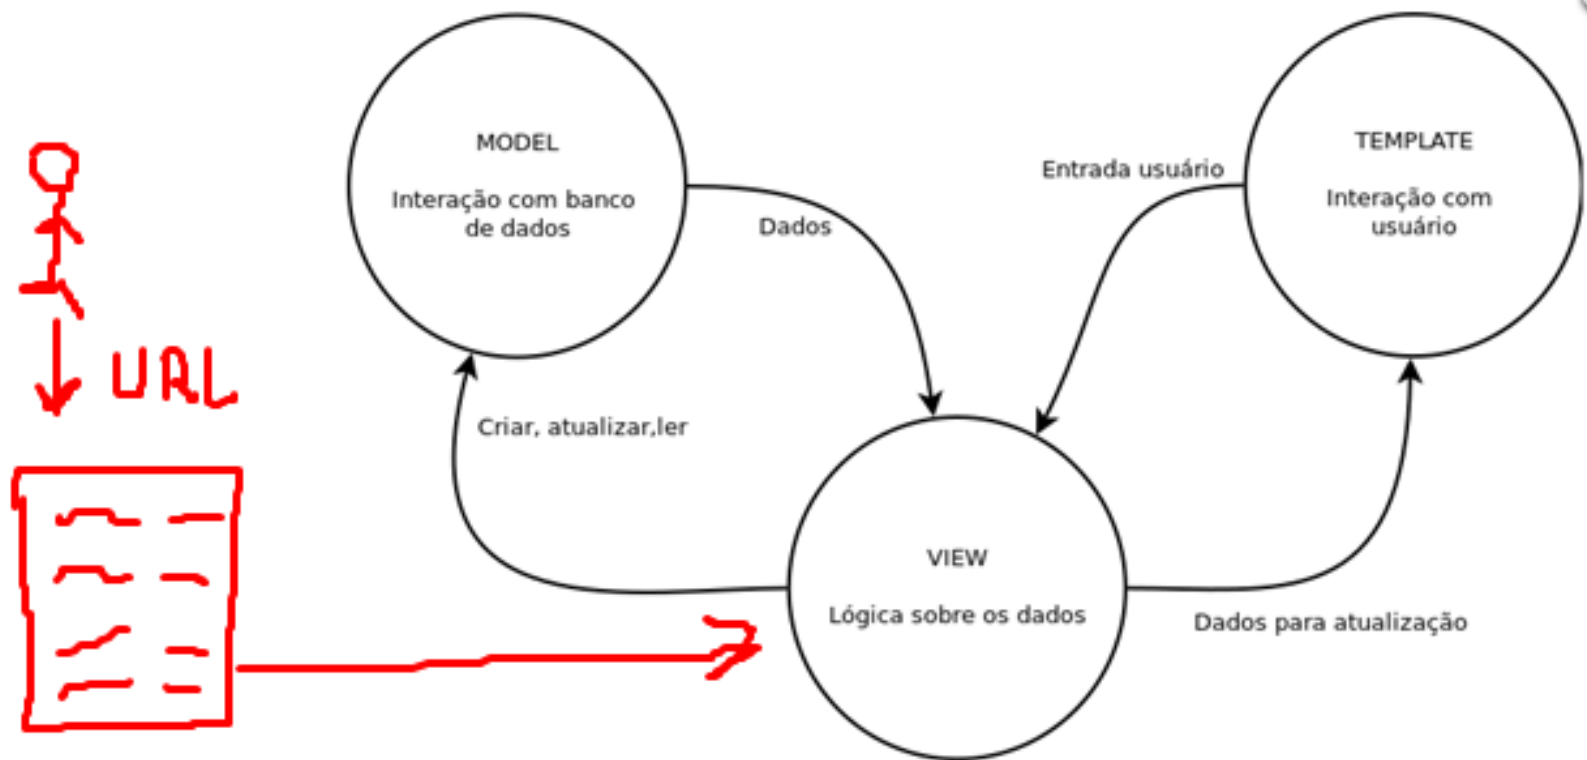 MODEL
Interação com banco
de dados
Dados
Entrada usuário
TEMPLATE
Interação com
usuário
URL
Criar, atualizar,ler
VIEW
Lógica sobre os dados
Dados para atualização